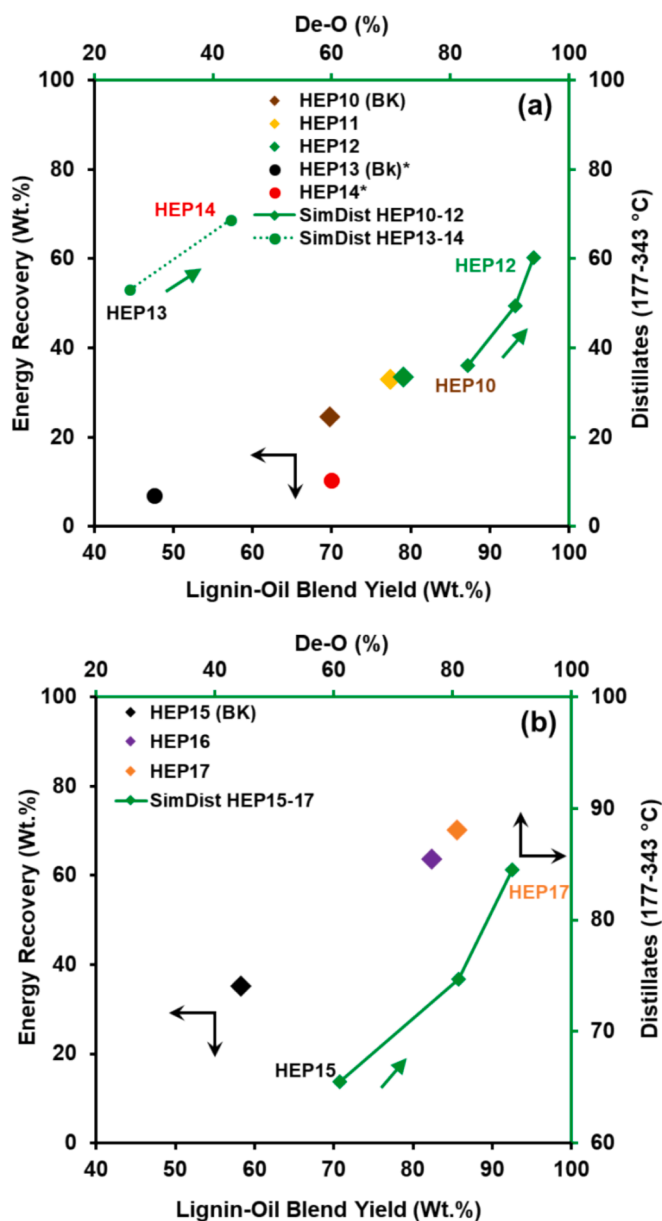 De-O (%)
20 40 60 80 100
100 80 60 40 20 0
Energy Recovery (Wt.%)
(a)
HEP10 (BK)
HEP11
HEP12
HEP13 (Bk)*
HEP14*
SimDist HEP10-12
SimDist HEP13-14
HEP14
HEP13
HEP12
HEP10
100 80 60 40 20 0
Distillates (177-343 °C)
40 50 60 70 80 90 100
Lignin-Oil Blend Yield (Wt.%)
De-O (%)
20 40 60 80 100
100 80 60 40 20 0
Energy Recovery (Wt.%)
(b)
HEP15 (BK)
HEP16
HEP17
SimDist HEP15-17
HEP17
HEP15
100 90 80 70 60
Distillates (177-343 °C)
40 50 60 70 80 90 100
Lignin-Oil Blend Yield (Wt.%)